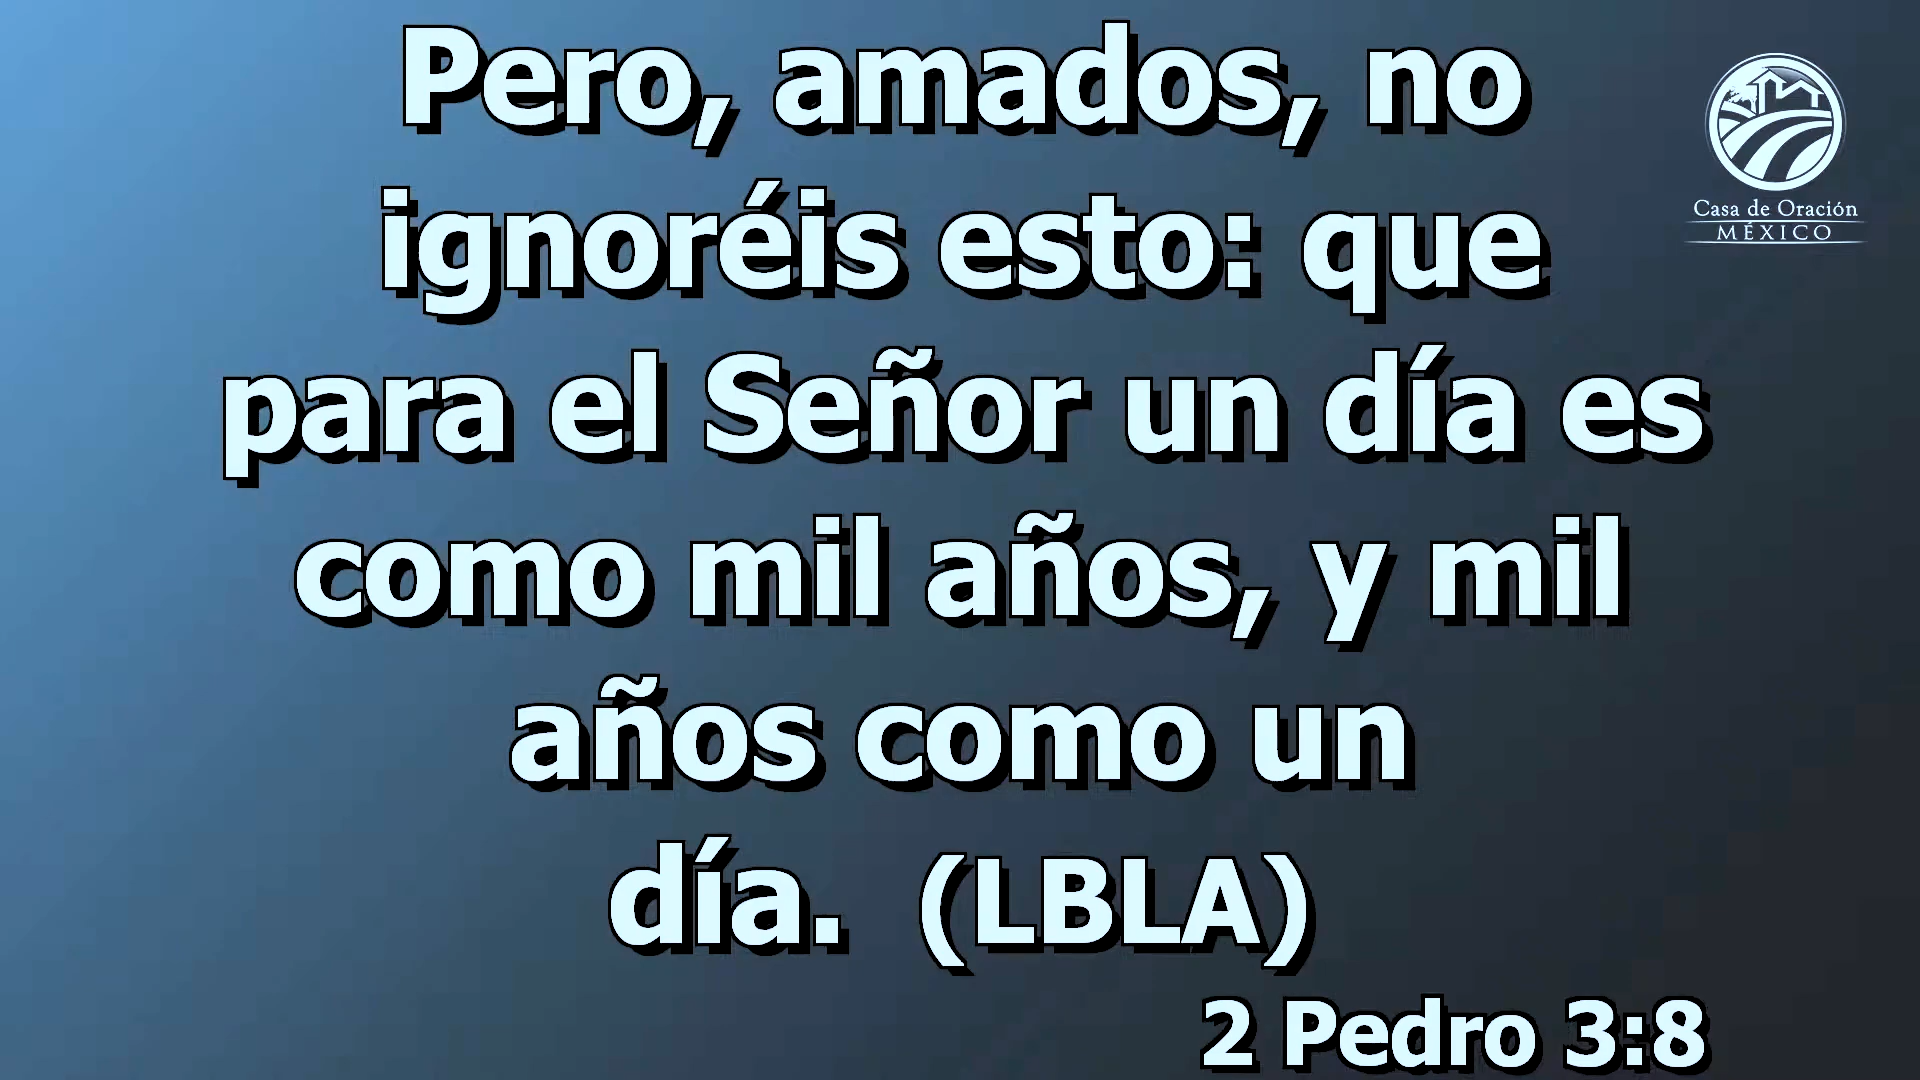 Pero, amados, no
ignoréis esto: que
para el Señor un día es
como mil años, y mil
años como un
día. (LBLA)
2 Pedro 3:8
Casa de Oración
MÉXICO